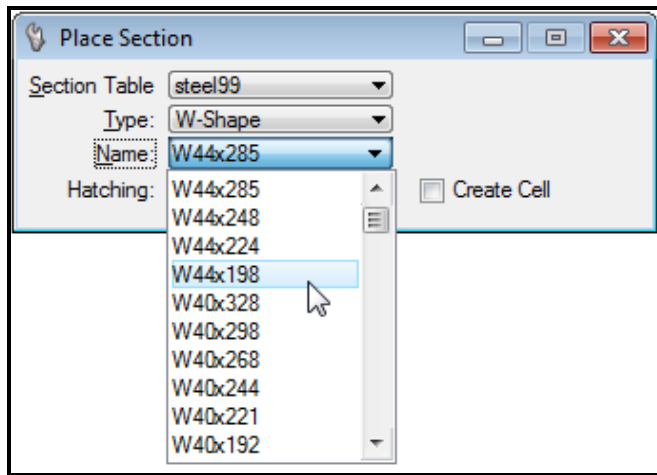 Place Section
Section Table steel99
Type: W-Shape
Name: W44x285
Hatching:
Create Cell
W44x285
W44x248
W44x224
W44x198
W40x328
W40x298
W40x268
W40x244
W40x221
W40x192